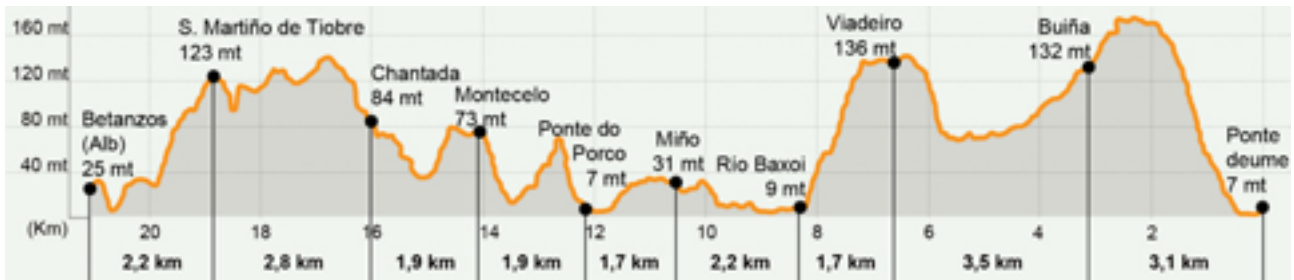 160 mt
120 mt
80 mt
40 mt
Betanzos
(Alb)
25 mt
S. Martiño de Tiobre
123 mt
Chantada
84 mt
Montecelo
73 mt
Ponte do
Porco
7 mt
Miño
31 mt
Río Baxoi
9 mt
Viadeiro
136 mt
Buiña
132 mt
Ponte
deume
7 mt
(Km) 20 18 16 14 12 10 8 6 4 2
2,2 km 2,8 km 1,9 km 1,9 km 1,7 km 2,2 km 1,7 km 3,5 km 3,1 km